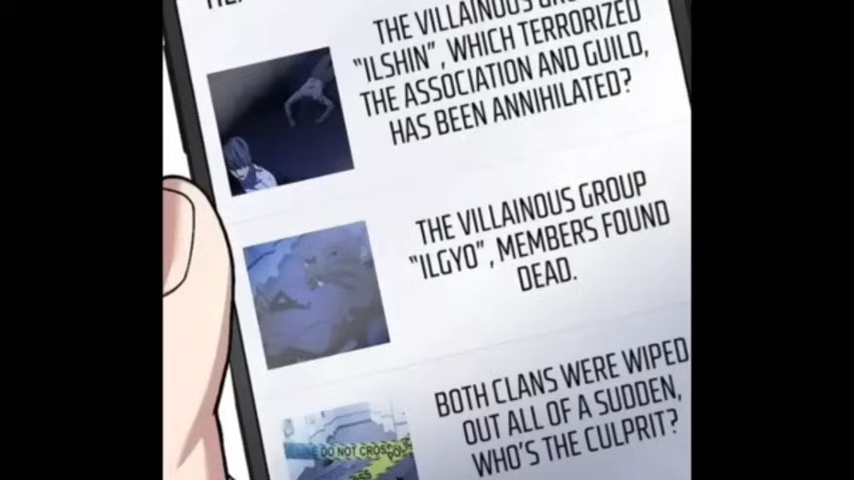 THE VILLAINOUS GROUP
"ILSHIN", WHICH TERRORIZED
THE ASSOCIATION AND GUILD,
HAS BEEN ANNIHILATED?
THE VILLAINOUS GROUP
"ILGYO", MEMBERS FOUND
DEAD.
BOTH CLANS WERE WIPED
OUT ALL OF A SUDDEN,
WHO'S THE CULPRIT?
DO NOT CROSS